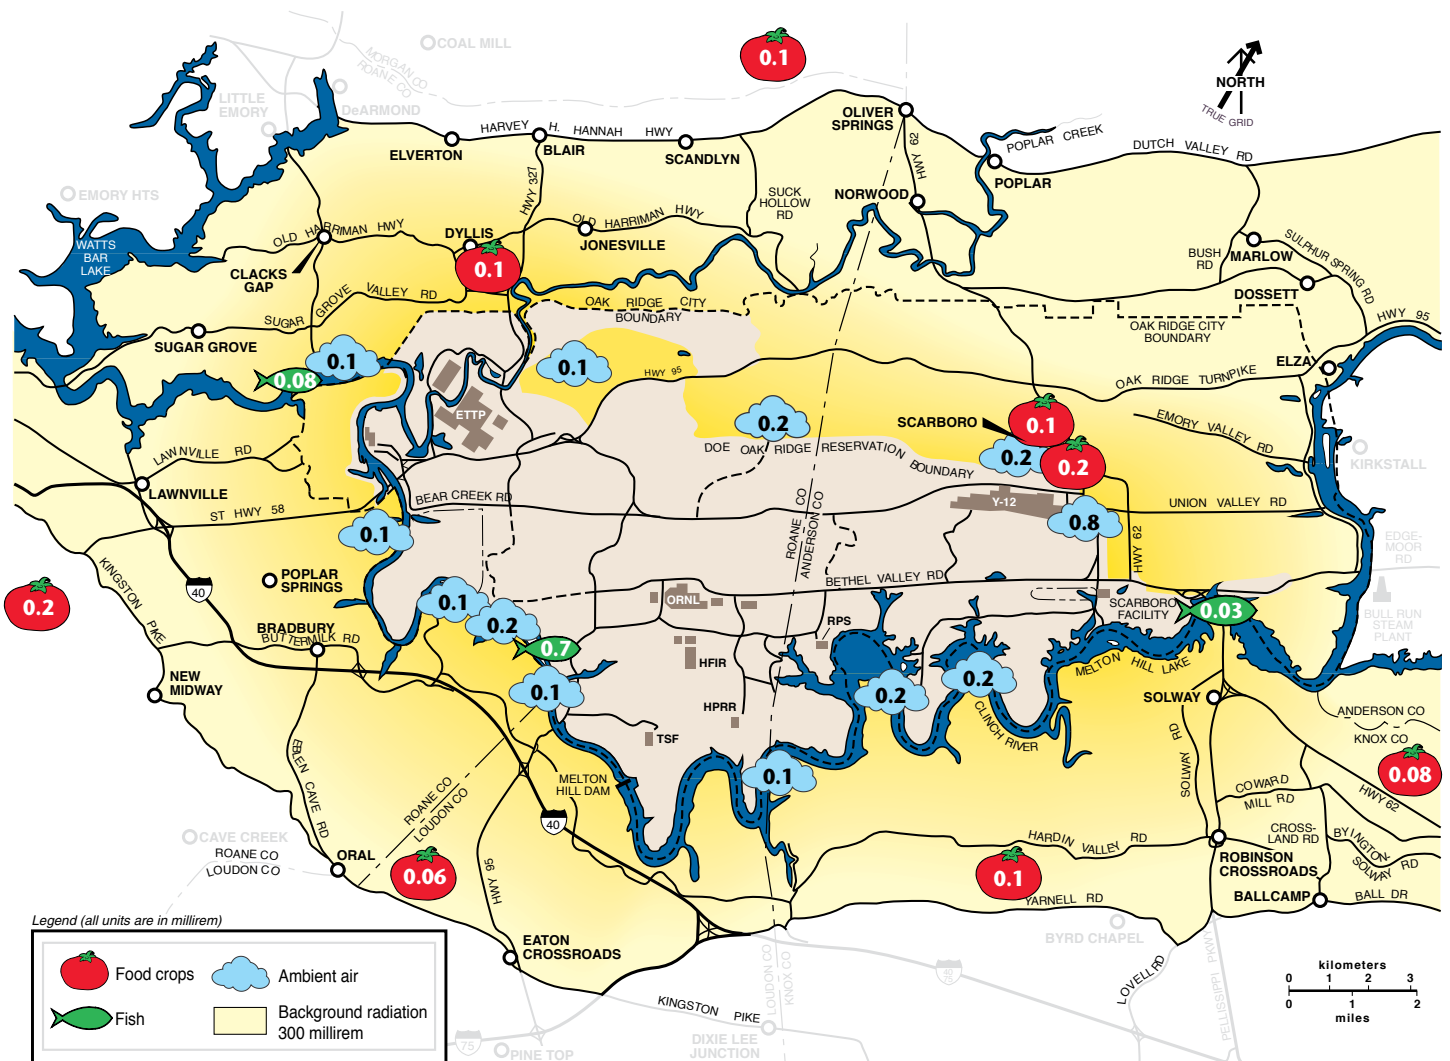 COAL MILL
MORGAN CO
ROANE CO
0.1
NORTH
TRUE GRID
LITTLE
EMORY
DeARMOND
OLIVER
SPRINGS
HARVEY H. HANNAH HWY
ELVERTON
BLAIR
SCANDLYN
HWY 62
POPLAR CREEK
DUTCH VALLEY RD
POPLAR
EMORY HTS
HWY 327
SUCK
HOLLOW
RD
NORWOOD
OLD HARRIMAN HWY
DYLLIS
OLD HARRIMAN HWY
JONESVILLE
WATTS
BAR
LAKE
CLACKS
GAP
0.1
BUSH
RD
MARLOW
SULPHUR SPRING RD
DOSSETT
SUGAR GROVE VALLEY RD
OAK RIDGE CITY
BOUNDARY
OAK RIDGE CITY
BOUNDARY
HWY 95
SUGAR GROVE
ELZA
0.1
0.08
0.1
HWY 95
OAK RIDGE TURNPIKE
ETTP
0.2
SCARBORO
0.1
EMORY VALLEY RD
LAWNVILLE RD
DOE OAK RIDGE RESERVATION BOUNDARY
0.2
0.2
KIRKSTALL
LAWNVILLE
BEAR CREEK RD
Y-12
UNION VALLEY RD
ST HWY 58
0.1
0.8
ROANE CO
ANDERSON CO
HWY 62
EDGE-
MOOR
RD
KINGSTON PIKE
POPLAR
SPRINGS
40
BETHEL VALLEY RD
0.2
0.1
ORNL
SCARBORO
FACILITY
0.03
BULL RUN
STEAM
PLANT
BRADBURY
BUTTERMILK RD
0.2
RPS
0.7
HFIR
MELTON HILL LAKE
NEW
MIDWAY
0.1
0.2
0.2
SOLWAY
HPRR
CLINCH RIVER
ANDERSON CO
KNOX CO
TSF
EBLEN CAVE RD
SOLWAY RD
0.1
MELTON
HILL DAM
0.08
ROANE CO
LOUDON CO
COWARD
MILL RD
HWY 62
40
CAVE CREEK
ROANE CO
LOUDON CO
ORAL
HARDIN VALLEY RD
CROSS-
LAND RD
BYINGTON
SOLWAY RD
0.06
HWY 95
0.1
ROBINSON
CROSSROADS
YARNELL RD
BALLCAMP
BALL DR
Legend (all units are in millirem)
EATON
CROSSROADS
BYRD CHAPEL
LOUDON CO
KNOX CO
PELLISSIPPI PKWY
LOVELL RD
Food crops
Ambient air
Fish
Background radiation
300 millirem
kilometers
0 1 2 3
0 1 2
miles
KINGSTON PIKE
75
PINE TOP
DIXIE LEE
JUNCTION